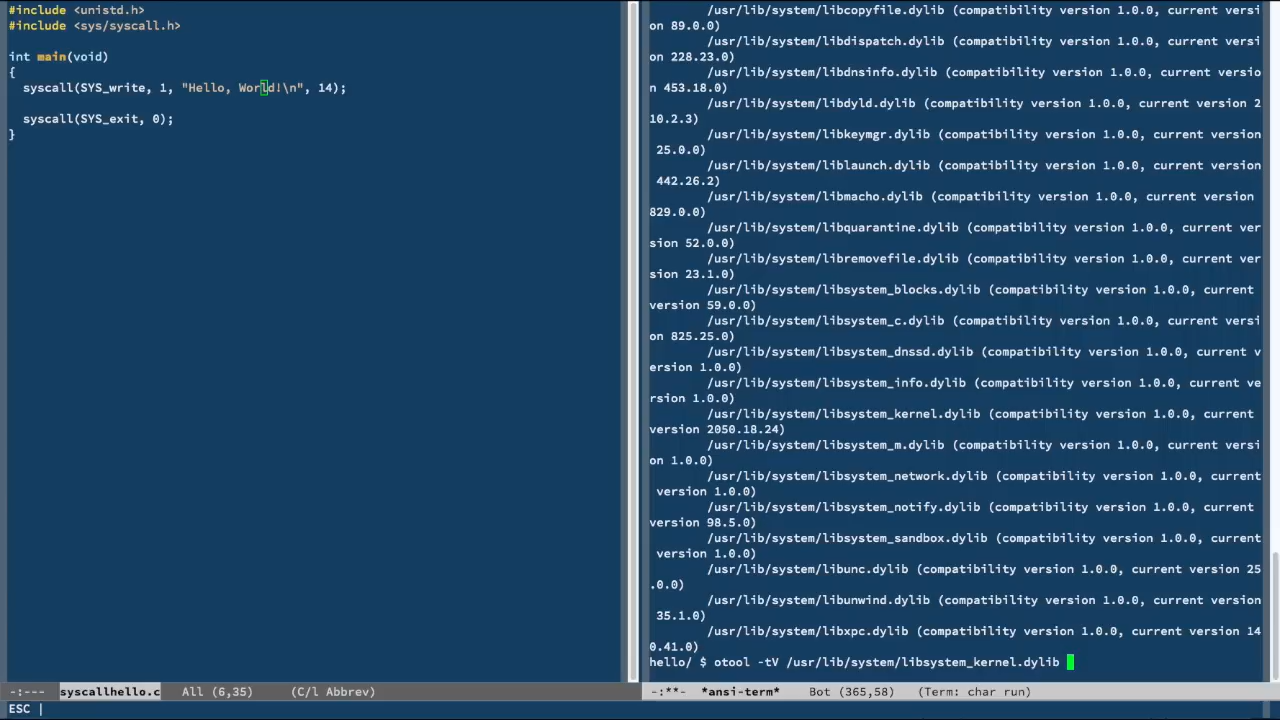 #include <unistd.h>
#include <sys/syscall.h>
int main(void)
{
syscall(SYS_write, 1, "Hello, World!\n", 14);
syscall(SYS_exit, 0);
}
/usr/lib/libcopyfile.dylib (compatibility version 1.0.0, current versi
on 89.0.0)
/usr/lib/system/libdispatch.dylib (compatibility version 1.0.0, current version
228.23.0)
/usr/lib/system/libdnsinfo.dylib (compatibility version 1.0.0, current versio
n 453.18.0)
/usr/lib/system/libdyld.dylib (compatibility version 1.0.0, current version 2
10.2.3)
/usr/lib/system/libkeymgr.dylib (compatibility version 1.0.0, current version
25.0.0)
/usr/lib/system/liblaunch.dylib (compatibility version 1.0.0, current version
442.26.2)
/usr/lib/system/libmacho.dylib (compatibility version 1.0.0, current version
829.0.0)
/usr/lib/system/libquarantine.dylib (compatibility version 1.0.0, current ver
sion 52.0.0)
/usr/lib/system/libremovefile.dylib (compatibility version 1.0.0, current ver
sion 23.1.0)
/usr/lib/system/libsystem_blocks.dylib (compatibility version 1.0.0, current
version 59.0.0)
/usr/lib/system/libsystem_c.dylib (compatibility version 1.0.0, current versi
on 825.25.0)
/usr/lib/system/libsystem_dnssd.dylib (compatibility version 1.0.0, current v
ersion 1.0.0)
/usr/lib/system/libsystem_info.dylib (compatibility version 1.0.0, current ve
rsion 1.0.0)
/usr/lib/system/libsystem_kernel.dylib (compatibility version 1.0.0, current
version 2050.18.24)
/usr/lib/system/libsystem_m.dylib (compatibility version 1.0.0, current versi
on 1.0.0)
/usr/lib/system/libsystem_network.dylib (compatibility version 1.0.0, current
version 1.0.0)
/usr/lib/system/libsystem_notify.dylib (compatibility version 1.0.0, current
version 98.5.0)
/usr/lib/system/libsystem_sandbox.dylib (compatibility version 1.0.0, current
version 1.0.0)
/usr/lib/system/libunc.dylib (compatibility version 1.0.0, current version 25
.0.0)
/usr/lib/system/libunwind.dylib (compatibility version 1.0.0, current version
35.1.0)
/usr/lib/system/libxpc.dylib (compatibility version 1.0.0, current version 14
0.41.0)
hello/ $ otool -tV /usr/lib/system/libsystem_kernel.dylib
-:--- syscallhello.c All (6,35) (C/l Abbrev)
-:**- *ansi-term* Bot (365,58) (Term: char run)
ESC |